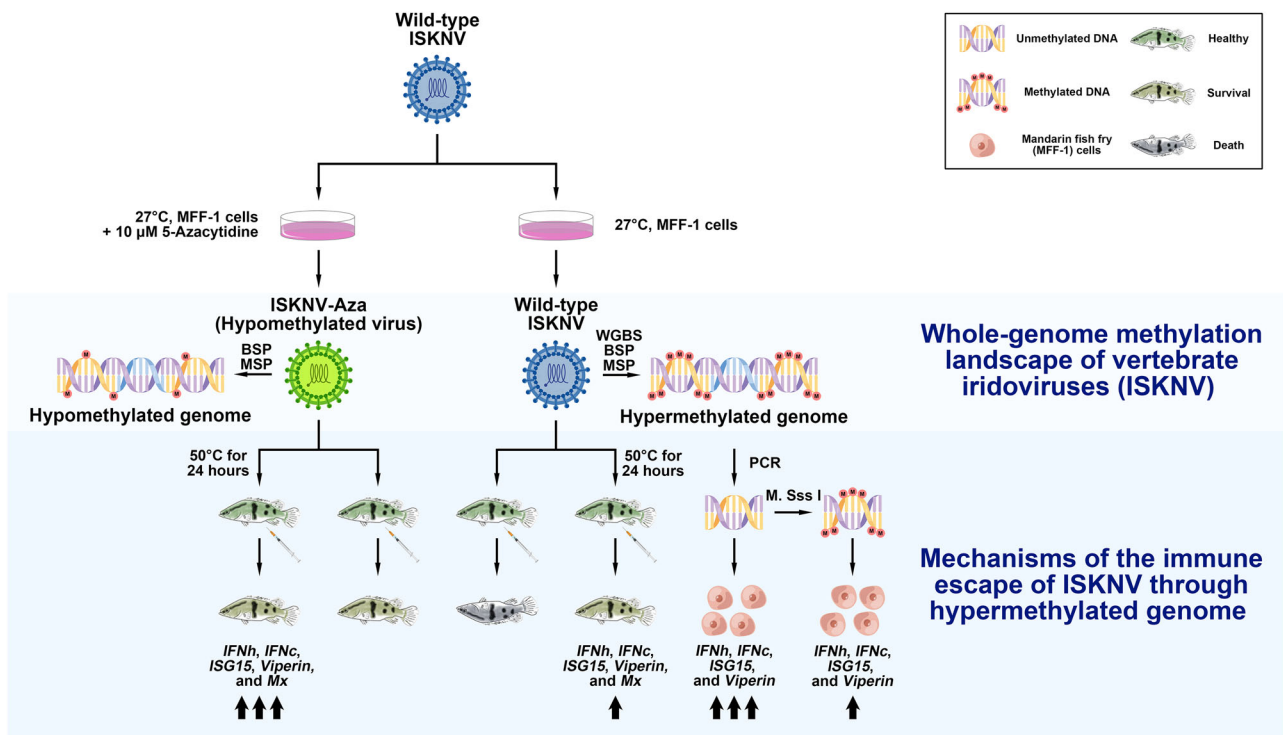 Wild-type
ISKNV
Unmethylated DNA
Healthy
M M M M M M M
Methylated DNA
Survival
Mandarin fish fry
(MFF-1) cells
Death
27°C, MFF-1 cells
+ 10 μM 5-Azacytidine
27°C, MFF-1 cells
ISKNV-Aza
(Hypomethylated virus)
BSP
MSP
M M M M
Hypomethylated genome
Wild-type
ISKNV
WGBS
BSP
MSP
M M M M M M M M M M M M M M
Hypermethylated genome
Whole-genome methylation
landscape of vertebrate
iridoviruses (ISKNV)
50°C for
24 hours
50°C for
24 hours
PCR
M. Sss I
M M M M M M M
Mechanisms of the immune
escape of ISKNV through
hypermethylated genome
IFNh, IFNc,
ISG15, Viperin,
and Mx
IFNh, IFNc,
ISG15, Viperin,
and Mx
IFNh, IFNc,
ISG15,
and Viperin
IFNh, IFNc,
ISG15,
and Viperin